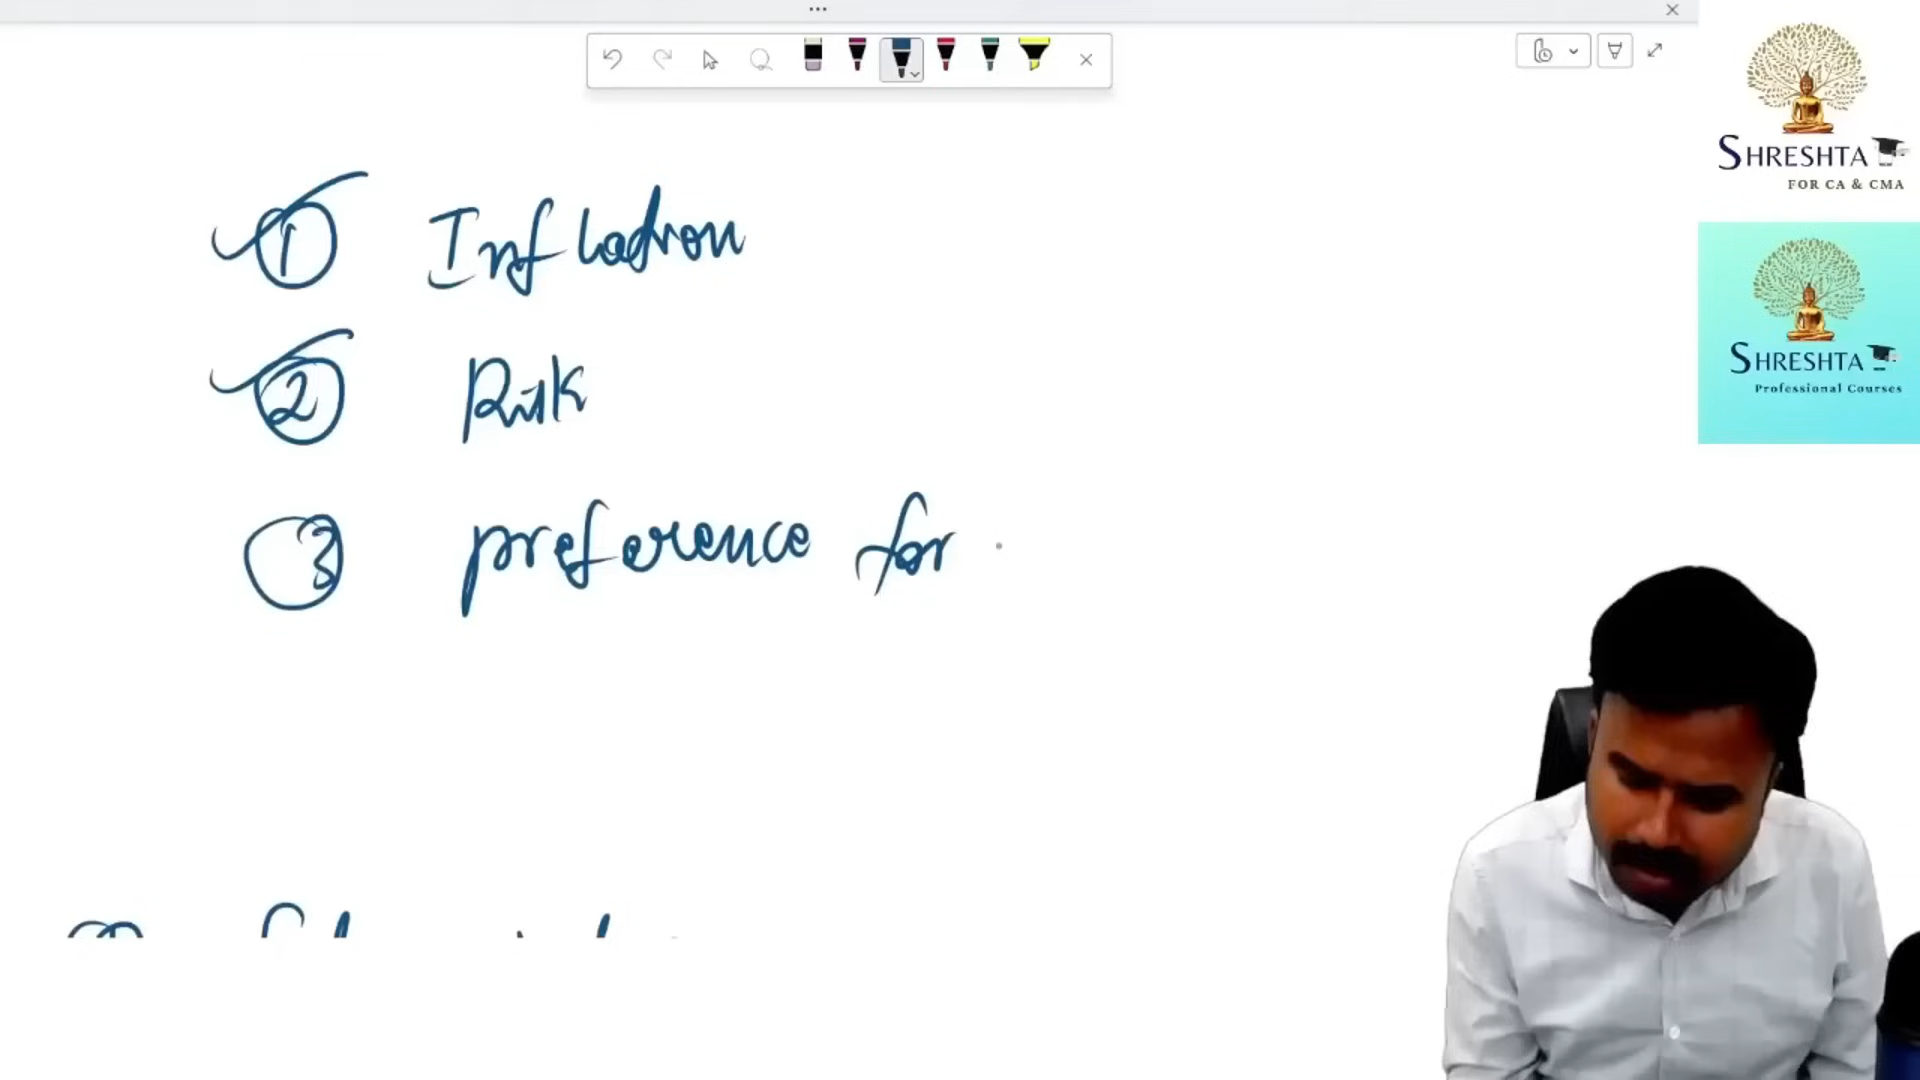 SHRESHTA
FOR CA & CMA
SHRESHTA
Professional Courses
① Inflation
② Risk
③ preference for